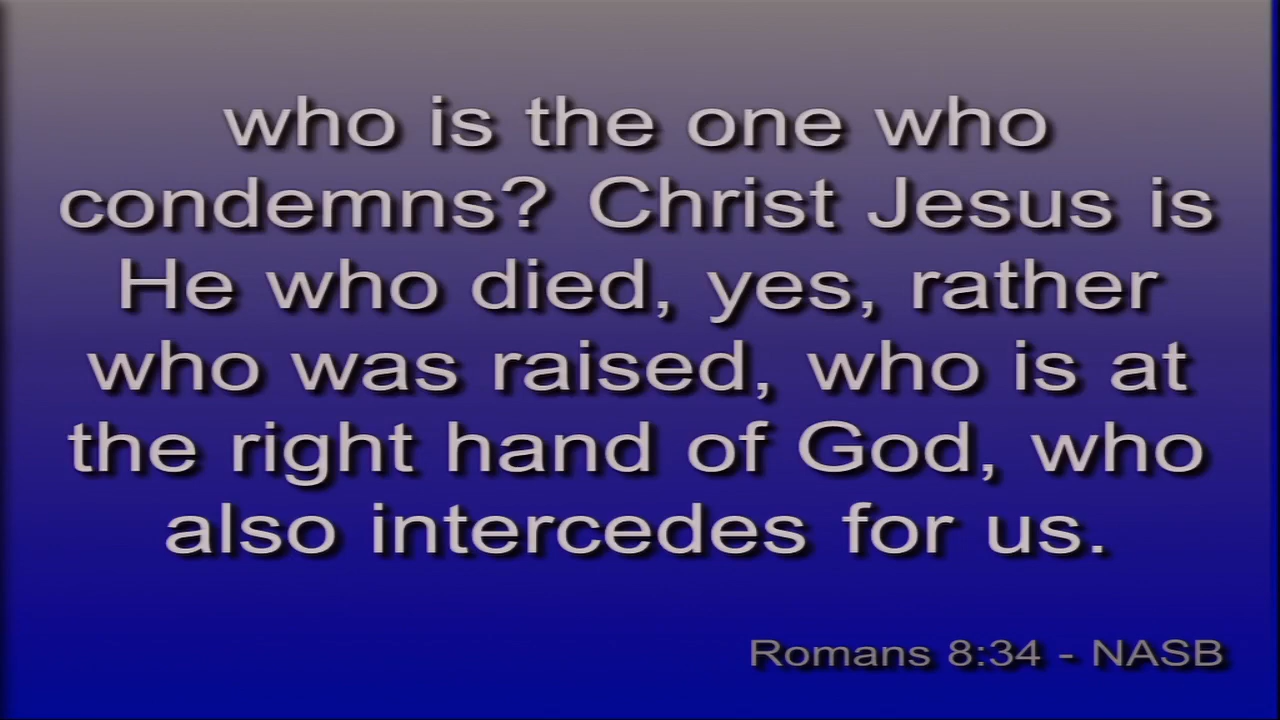 who is the one who
condemns? Christ Jesus is
He who died, yes, rather
who was raised, who is at
the right hand of God, who
also intercedes for us.
Romans 8:34 - NASB